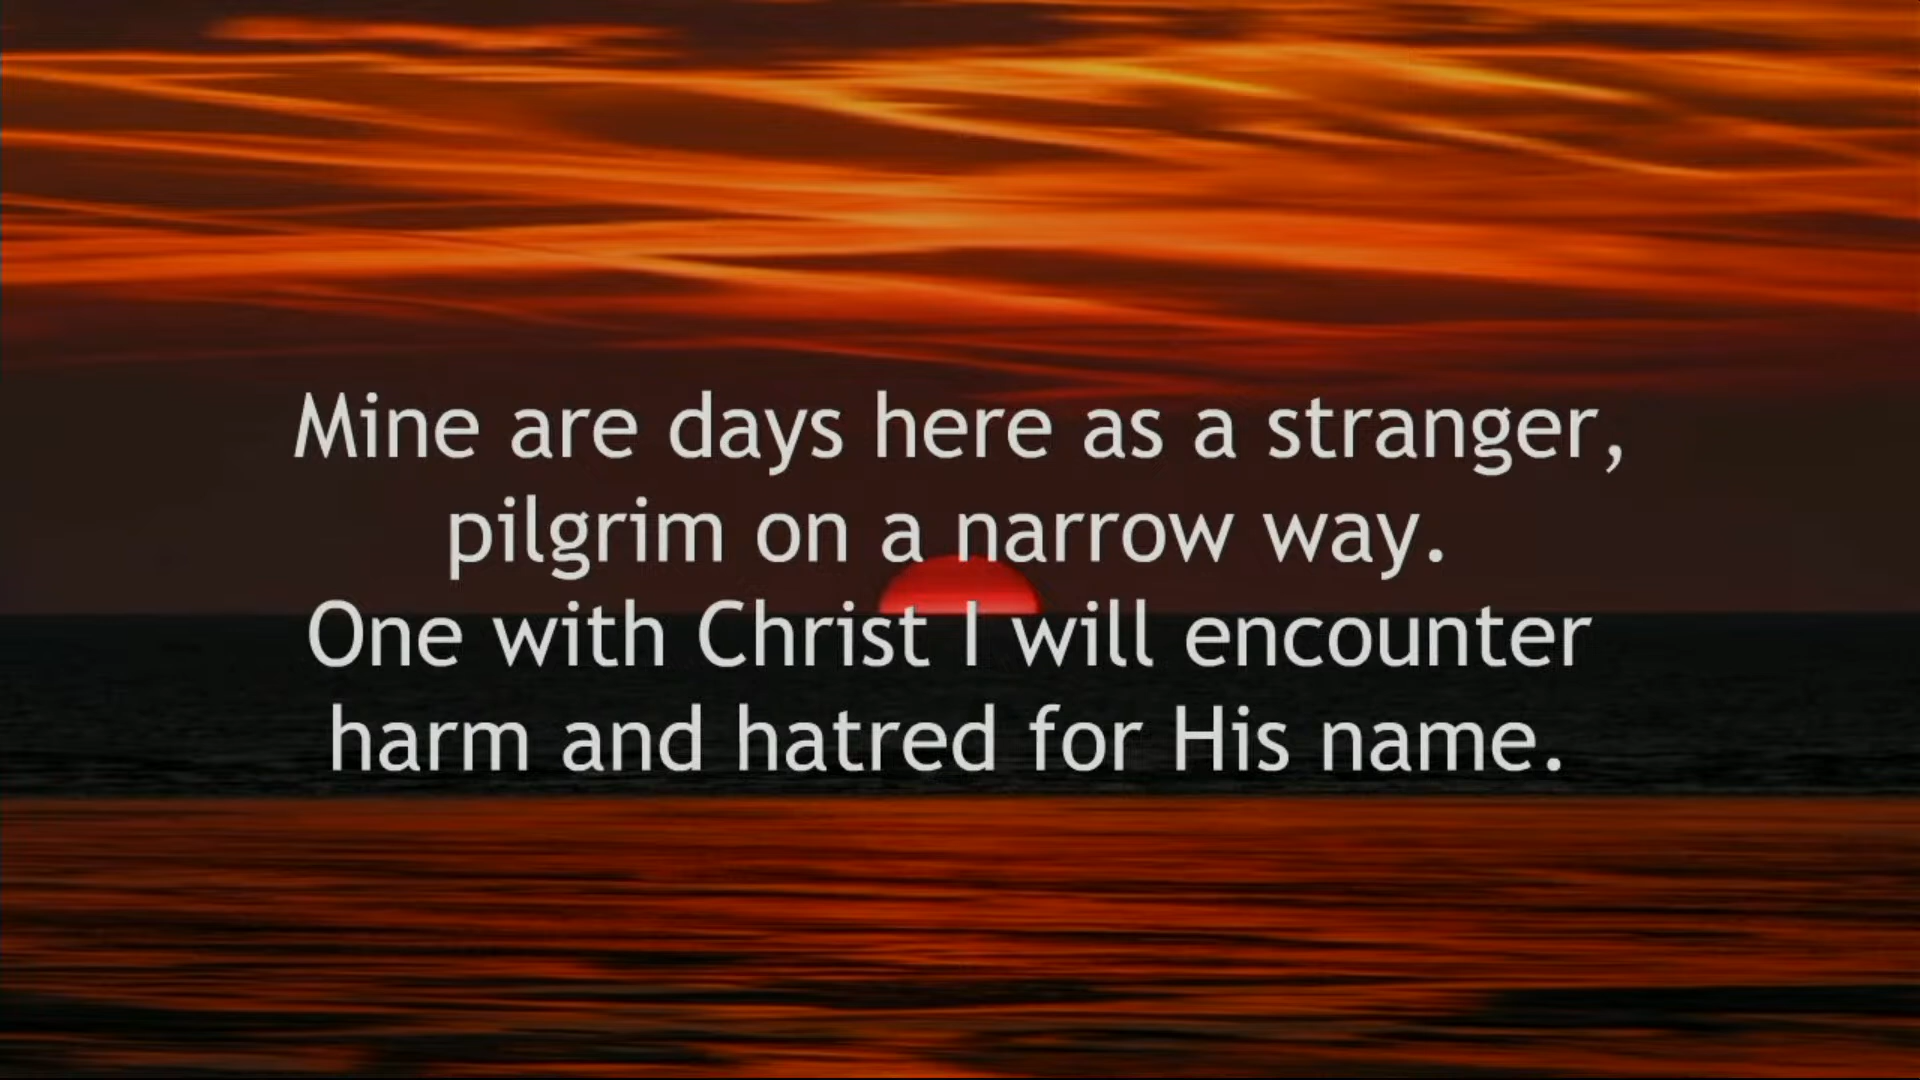 Mine are days here as a stranger,
pilgrim on a narrow way.
One with Christ I will encounter
harm and hatred for His name.